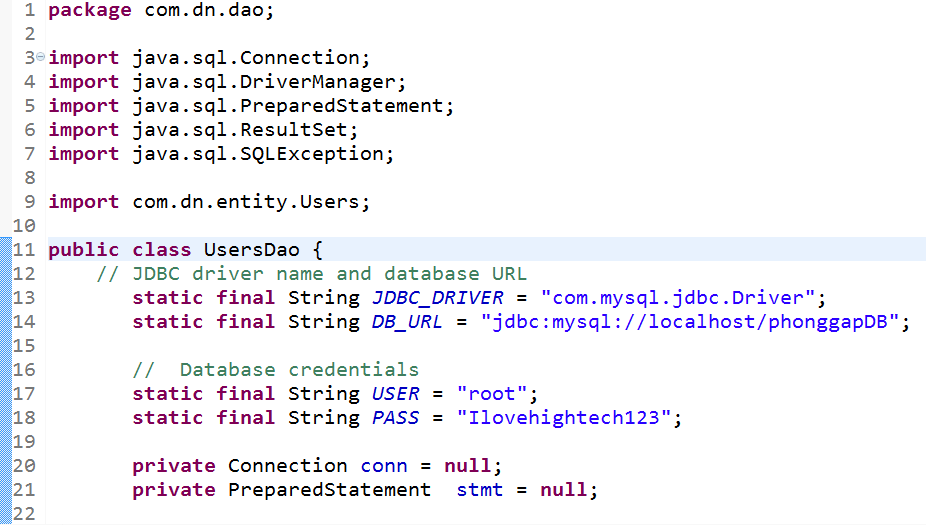 1 package com.dn.dao;
2
3 import java.sql.Connection;
4 import java.sql.DriverManager;
5 import java.sql.PreparedStatement;
6 import java.sql.ResultSet;
7 import java.sql.SQLException;
8
9 import com.dn.entity.Users;
10
11 public class UsersDao {
12     // JDBC driver name and database URL
13        static final String JDBC_DRIVER = "com.mysql.jdbc.Driver";
14        static final String DB_URL = "jdbc:mysql://localhost/phonggapDB";
15
16        //  Database credentials
17        static final String USER = "root";
18        static final String PASS = "Ilovehightech123";
19
20        private Connection conn = null;
21        private PreparedStatement  stmt = null;
22